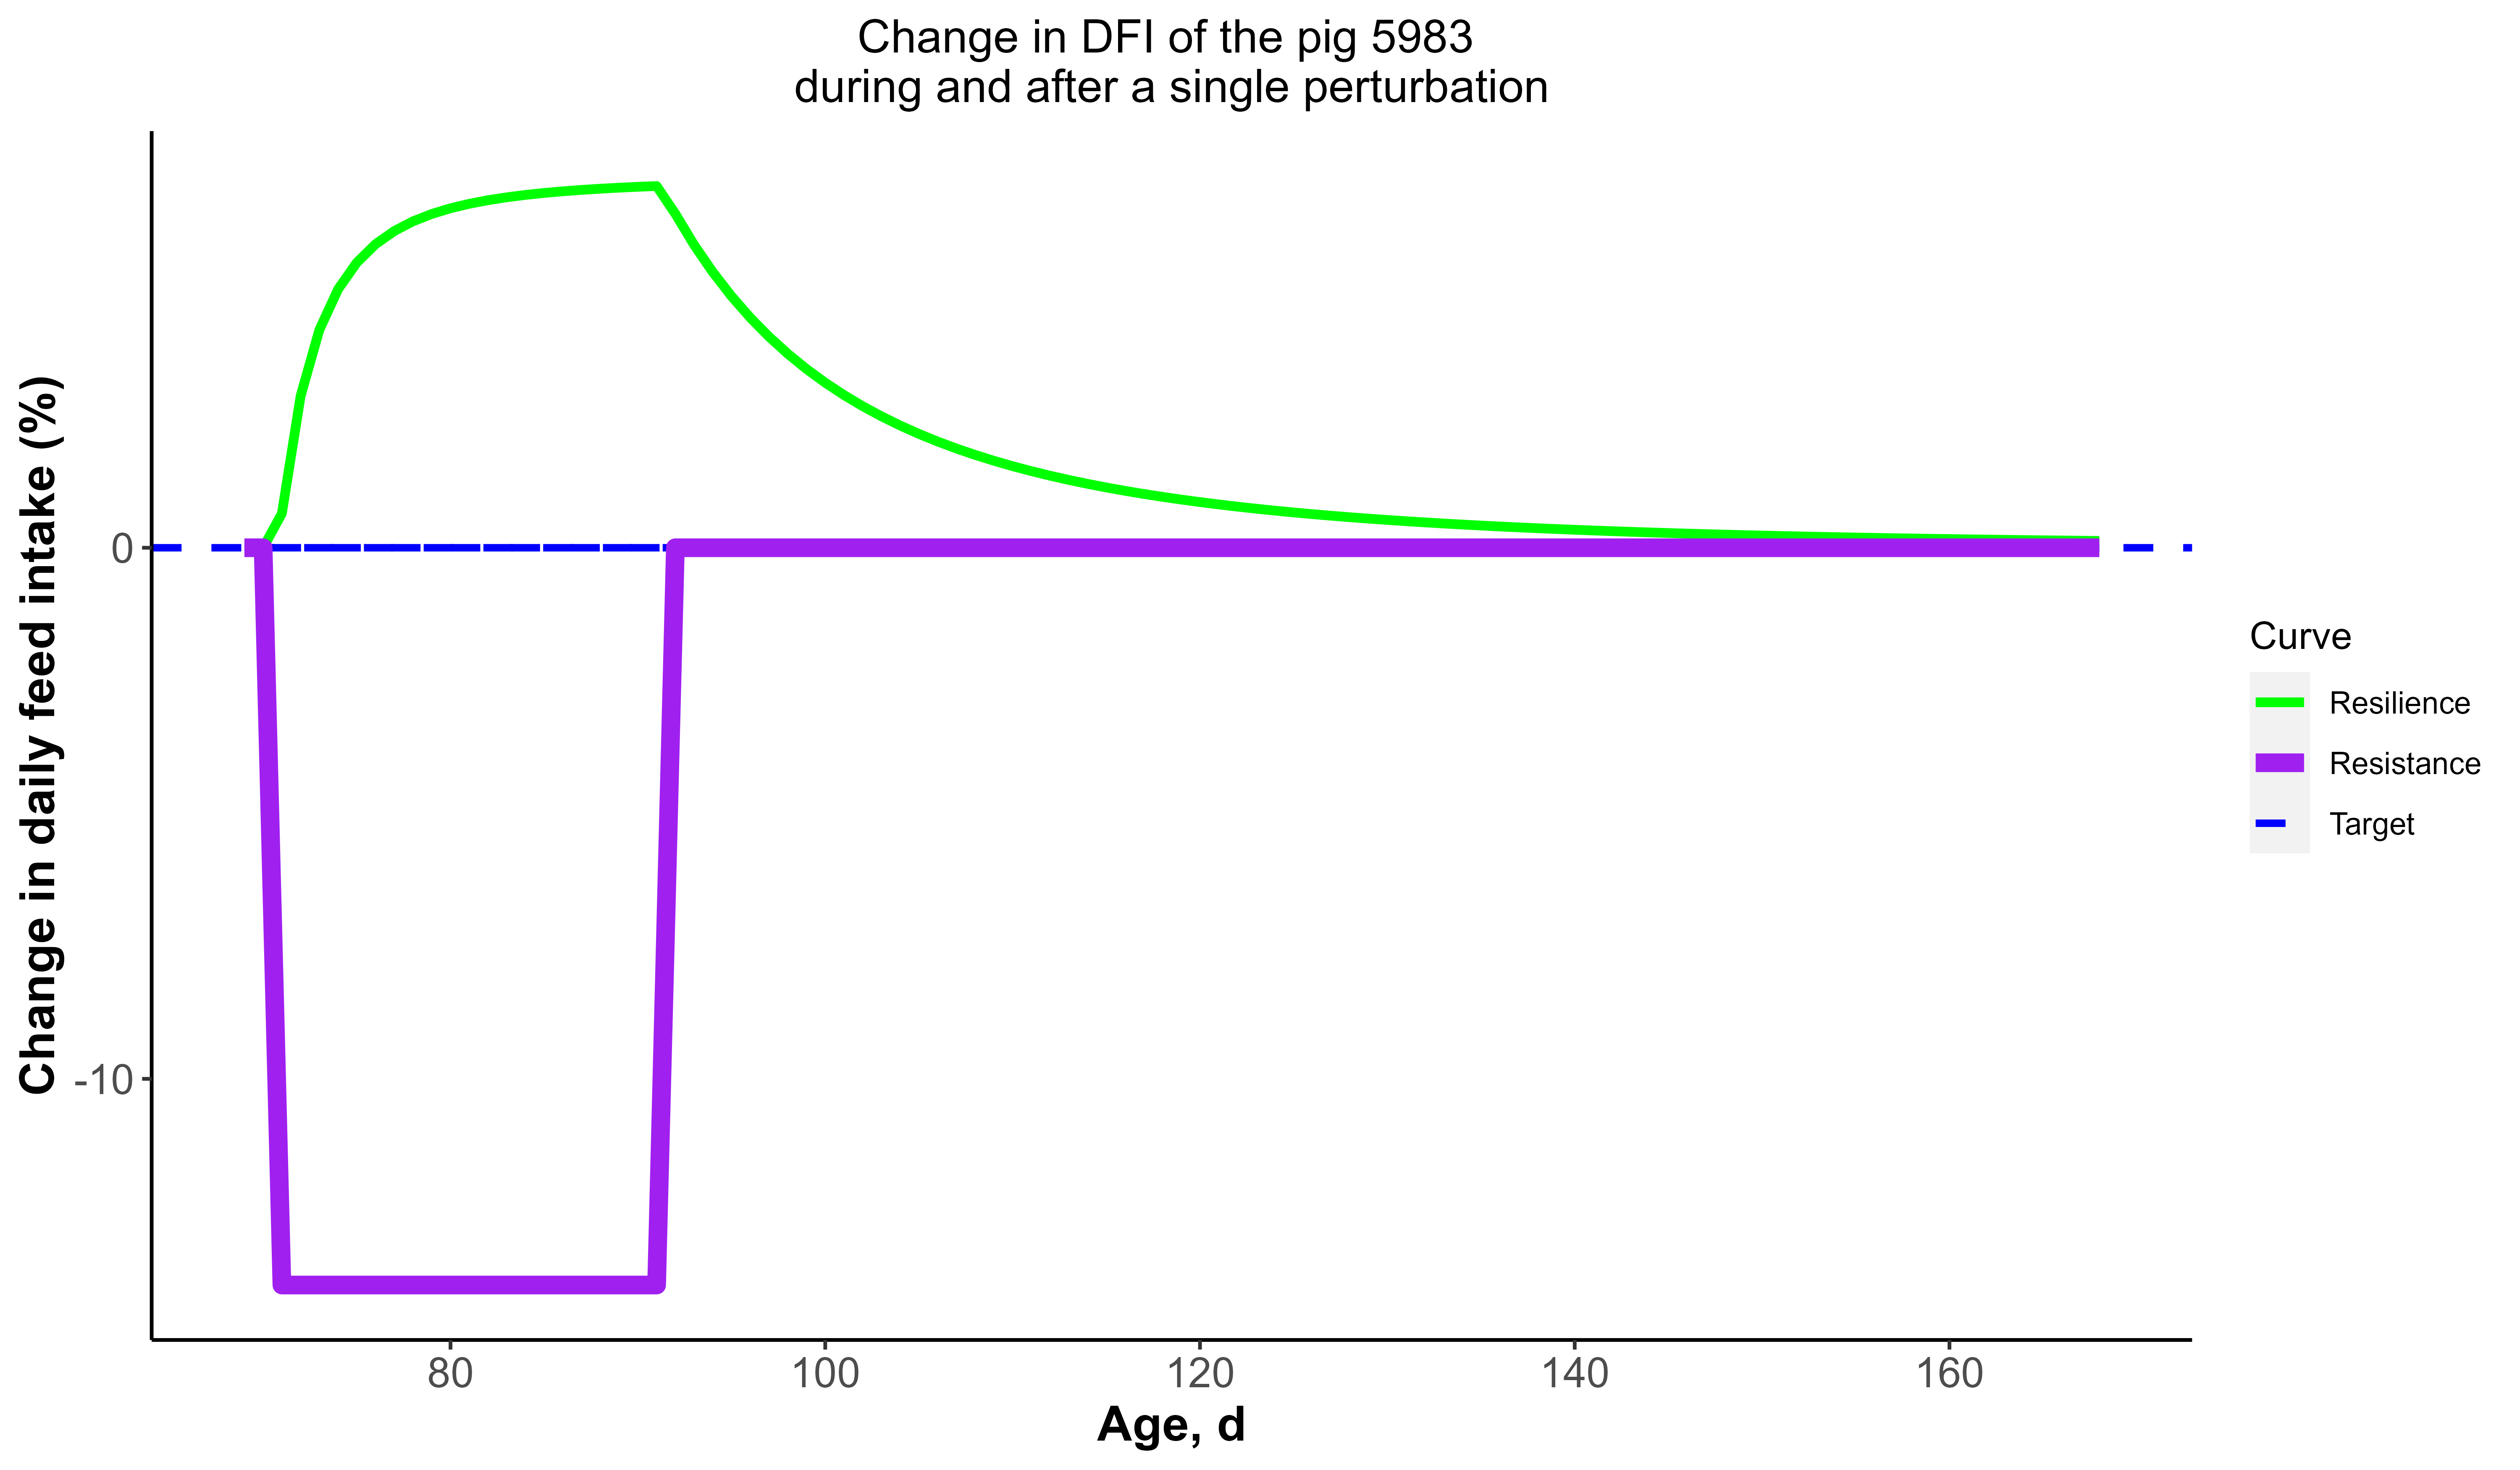 Change in DFI of the pig 5983
during and after a single perturbation
Change in daily feed intake (%)
0
-10
80
100
120
140
160
Age, d
Curve
Resilience
Resistance
Target